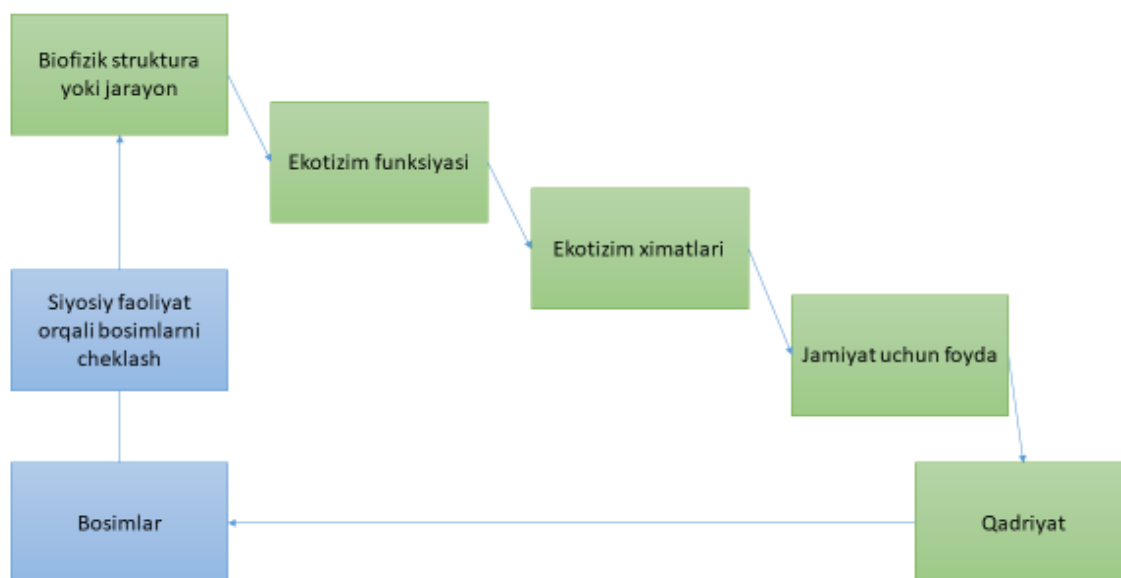 Biofizik struktura
yoki jarayon
Ekotizim funksiyasi
Ekotizim ximatlari
Siyosiy faoliyat
orqali bosimlarni
cheklash
Jamiyat uchun foyda
Bosimlar
Qadriyat